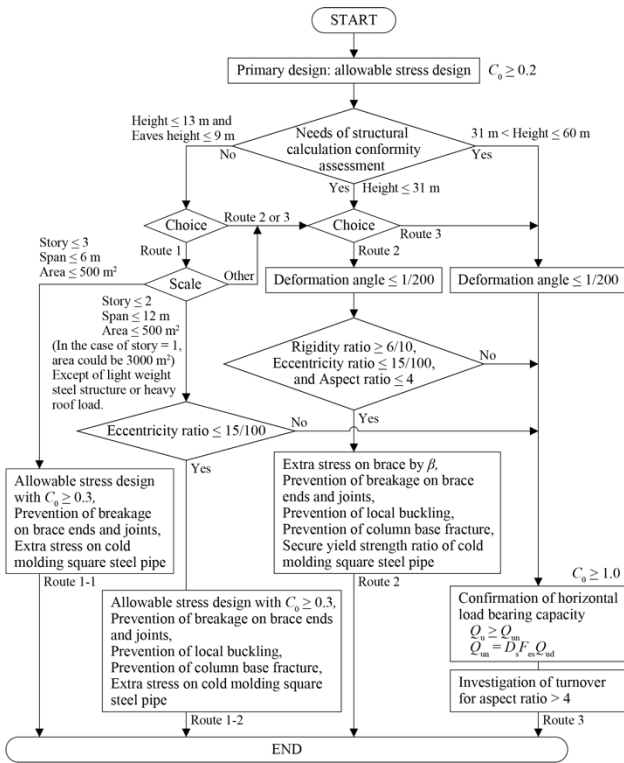 START
Primary design: allowable stress design
C₀ ≥ 0.2
Height ≤ 13 m and
Eaves height ≤ 9 m
No
Needs of structural
calculation conformity
assessment
31 m < Height ≤ 60 m
Yes
Yes
Height ≤ 31 m
Choice
Route 2 or 3
Choice
Route 3
Route 1
Route 2
Story ≤ 3
Span ≤ 6 m
Area ≤ 500 m²
Scale
Other
Deformation angle ≤ 1/200
Deformation angle ≤ 1/200
Story ≤ 2
Span ≤ 12 m
Area ≤ 500 m²
(In the case of story = 1,
area could be 3000 m²)
Except of light weight
steel structure or heavy
roof load.
Rigidity ratio ≥ 6/10,
Eccentricity ratio
≤ 15/100,
and Aspect ratio
≤ 4
No
Yes
Eccentricity ratio ≤ 15/100
No
Yes
Allowable stress design
with C₀ ≥ 0.3,
Prevention of breakage
on brace ends and joints,
Extra stress on cold
molding square steel pipe
Route 1-1
Extra stress on brace by β,
Prevention of breakage on brace
ends and joints,
Prevention of local buckling,
Prevention of column base fracture,
Secure yield strength ratio of cold
molding square steel pipe
Route 2
Allowable stress design with C₀ ≥ 0.3,
Prevention of breakage on brace ends
and joints,
Prevention of local buckling,
Prevention of column base fracture,
Extra stress on cold molding square
steel pipe
Route 1-2
C₀ ≥ 1.0
Confirmation of horizontal
load bearing capacity
Qu ≥ Qun
Qun = DsFesQud
Investigation of turnover
for aspect ratio > 4
Route 3
END